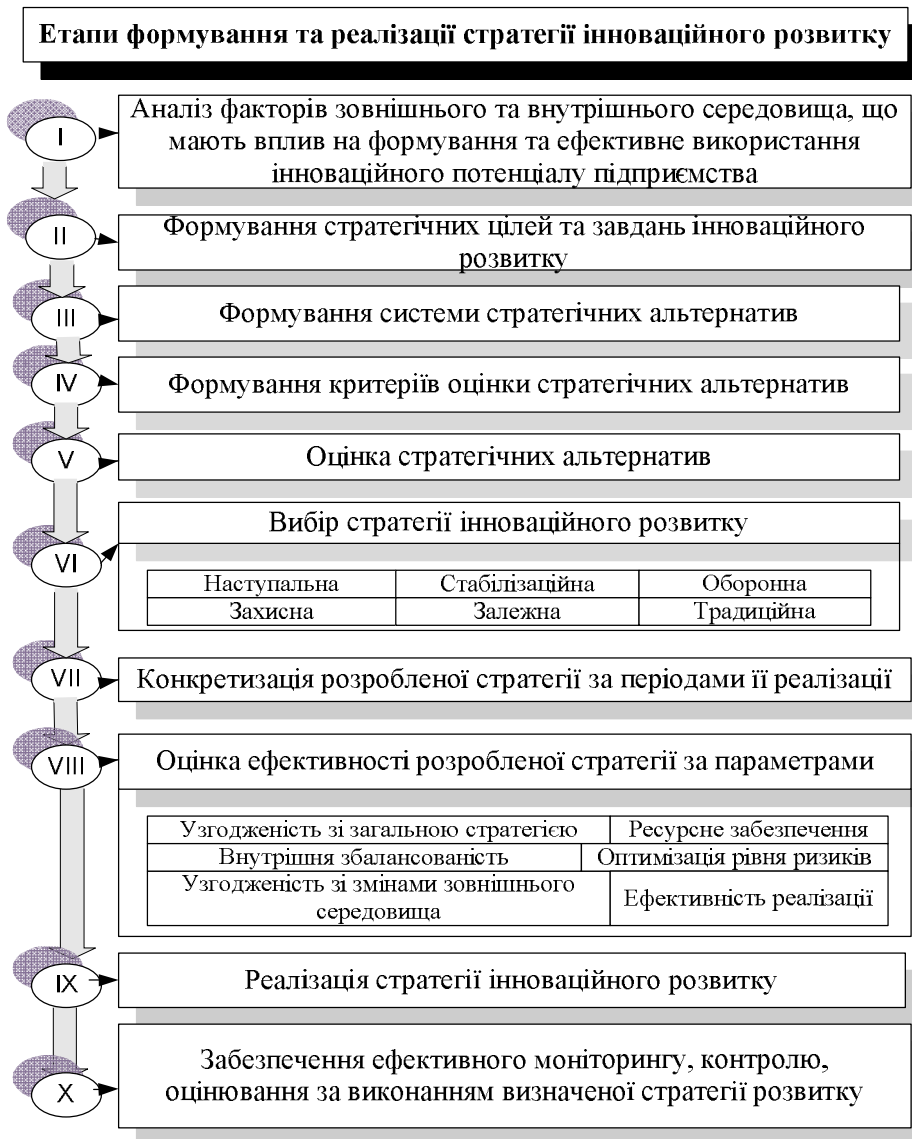 Етапи формування та реалізації стратегії інноваційного розвитку
I
Аналіз факторів зовнішнього та внутрішнього середовища, що
мають вплив на формування та ефективне використання
інноваційного потенціалу підприємства
II
Формування стратегічних цілей та завдань інноваційного
розвитку
III
Формування системи стратегічних альтернатив
IV
Формування критеріїв оцінки стратегічних альтернатив
V
Оцінка стратегічних альтернатив
VI
Вибір стратегії інноваційного розвитку
Наступальна Стабілізаційна Оборонна
Захисна Залежна Традиційна
VII
Конкретизація розробленої стратегії за періодами її реалізації
VIII
Оцінка ефективності розробленої стратегії за параметрами
Узгодженість зі загальною стратегією Ресурсне забезпечення
Внутрішня збалансованість Оптимізація рівня ризиків
Узгодженість зі змінами зовнішнього
середовища
Ефективність реалізації
IX
Реалізація стратегії інноваційного розвитку
X
Забезпечення ефективного моніторингу, контролю,
оцінювання за виконанням визначеної стратегії розвитку